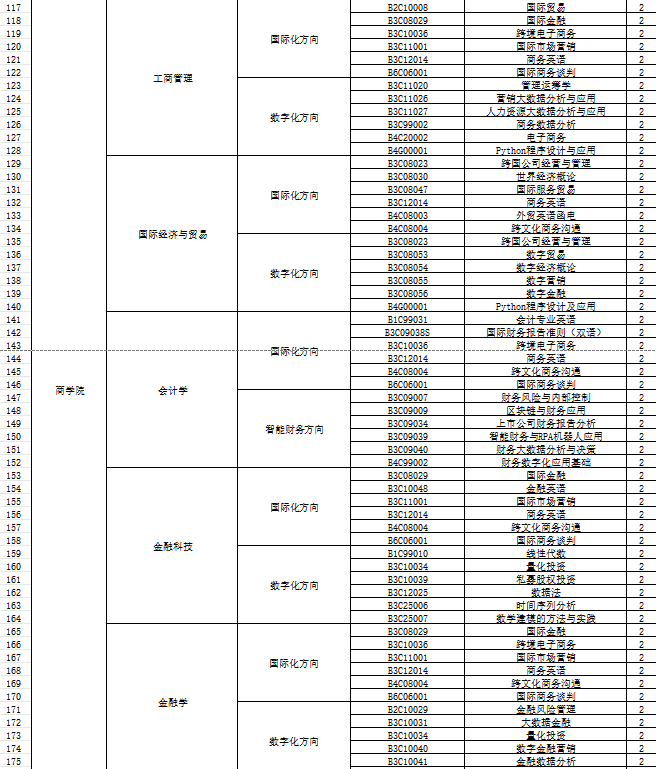 117 B2C10008 国际贸易 2
118 B3C08029 国际金融 2
119 B3C10036 跨境电子商务 2
120 国际化方向 B3C11001 国际市场营销 2
121 B3C12014 商务英语 2
122 B6C06001 国际商务谈判 2
工商管理
123 B3C11020 管理运筹学 2
124 B3C11026 营销大数据分析与应用 2
125 B3C11027 人力资源大数据分析与应用 2
126 数字化方向 B3C99002 商务数据分析 2
127 B4C20002 电子商务 2
128 B4G00001 Python程序设计与应用 2
129 B3C08023 跨国公司经营与管理 2
130 B3C08030 世界经济概论 2
131 B3C08047 国际服务贸易 2
132 国际化方向 B3C12014 商务英语 2
133 B4C08003 外贸英语函电 2
134 B4C08004 跨文化商务沟通 2
国际经济与贸易
135 B3C08023 跨国公司经营与管理 2
136 B3C08053 数字贸易 2
137 B3C08054 数字经济概论 2
138 数字化方向 B3C08055 数字营销 2
139 B3C08056 数字金融 2
140 B4G00001 Python程序设计及应用 2
141 B1C99031 会计专业英语 2
142 B3C09038S 国际财务报告准则（双语） 2
143 B3C10036 跨境电子商务 2
144 国际化方向 B3C12014 商务英语 2
145 B4C08004 跨文化商务沟通 2
146 B6C06001 国际商务谈判 2
商学院 会计学
147 B3C09007 财务风险与内部控制 2
148 B3C09009 区块链与财务应用 2
149 B3C09034 上市公司财务报告分析 2
150 智能财务方向 B3C09039 智能财务与RPA机器人应用 2
151 B3C09040 财务大数据分析与决策 2
152 B4C99002 财务数字化应用基础 2
153 B3C08029 国际金融 2
154 B3C10048 金融英语 2
155 B3C11001 国际市场营销 2
156 国际化方向 B3C12014 商务英语 2
157 B4C08004 跨文化商务沟通 2
158 B6C06001 国际商务谈判 2
金融科技
159 B1C99010 线性代数 2
160 B3C10034 量化投资 2
161 B3C10039 私募股权投资 2
162 数字化方向 B3C12025 数据法 2
163 B3C25006 时间序列分析 2
164 B3C25007 数学建模的方法与实践 2
165 B3C08029 国际金融 2
166 B3C10036 跨境电子商务 2
167 B3C11001 国际市场营销 2
168 国际化方向 B3C12014 商务英语 2
169 B4C08004 跨文化商务沟通 2
170 B6C06001 国际商务谈判 2
金融学
171 B2C10029 金融风险管理 2
172 B3C10031 大数据金融 2
173 B3C10034 量化投资 2
174 数字化方向 B3C10040 数字金融营销 2
175 B3C10041 金融数据分析 2